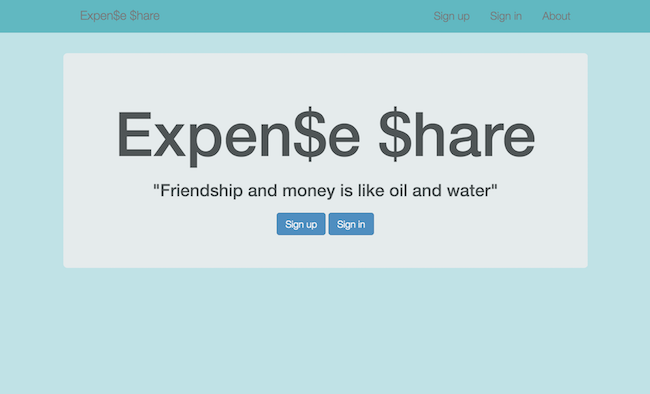 Expen$e $hare Sign up Sign in About
Expen$e $hare
"Friendship and money is like oil and water"
Sign up Sign in